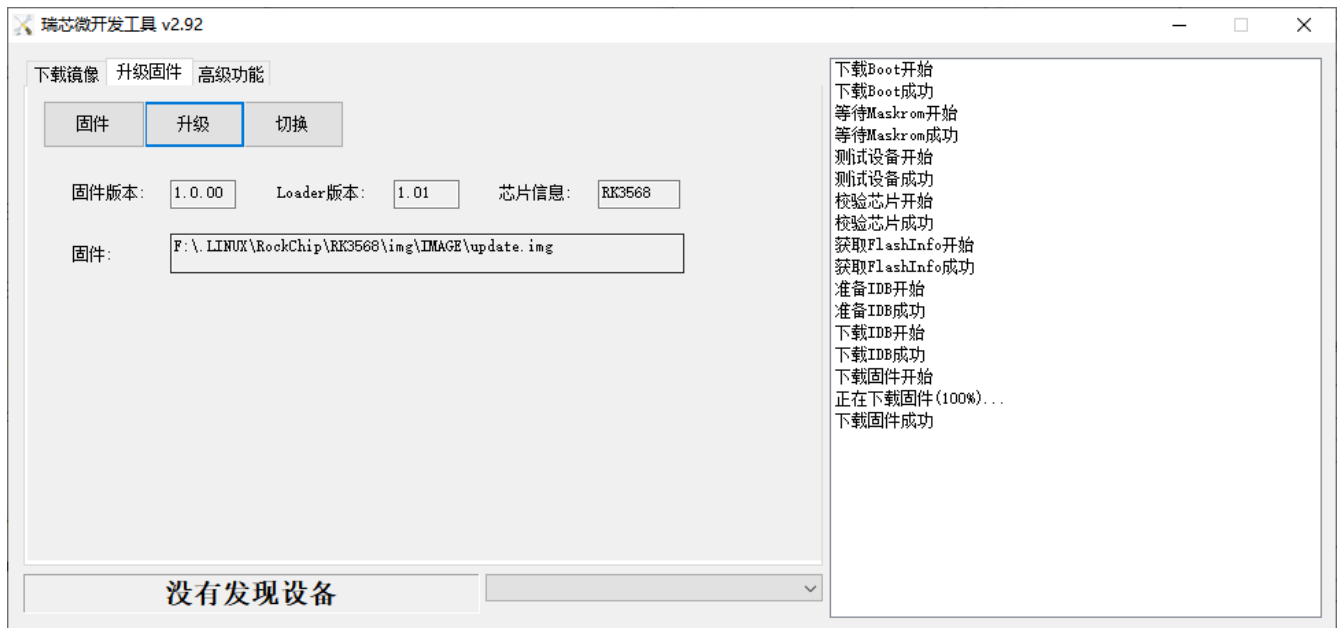 瑞芯微开发工具 v2.92
下载镜像 升级固件 高级功能
固件 升级 切换
固件版本: 1.0.00 Loader版本: 1.01 芯片信息: RK3568
固件: F:\.LINUX\RockChip\RK3568\img\IMAGE\update.img
没有发现设备
下载Boot开始
下载Boot成功
等待Maskrom开始
等待Maskrom成功
测试设备开始
测试设备成功
校验芯片开始
校验芯片成功
获取FlashInfo开始
获取FlashInfo成功
准备IDB开始
准备IDB成功
下载IDB开始
下载IDB成功
下载固件开始
正在下载固件(100%)...
下载固件成功